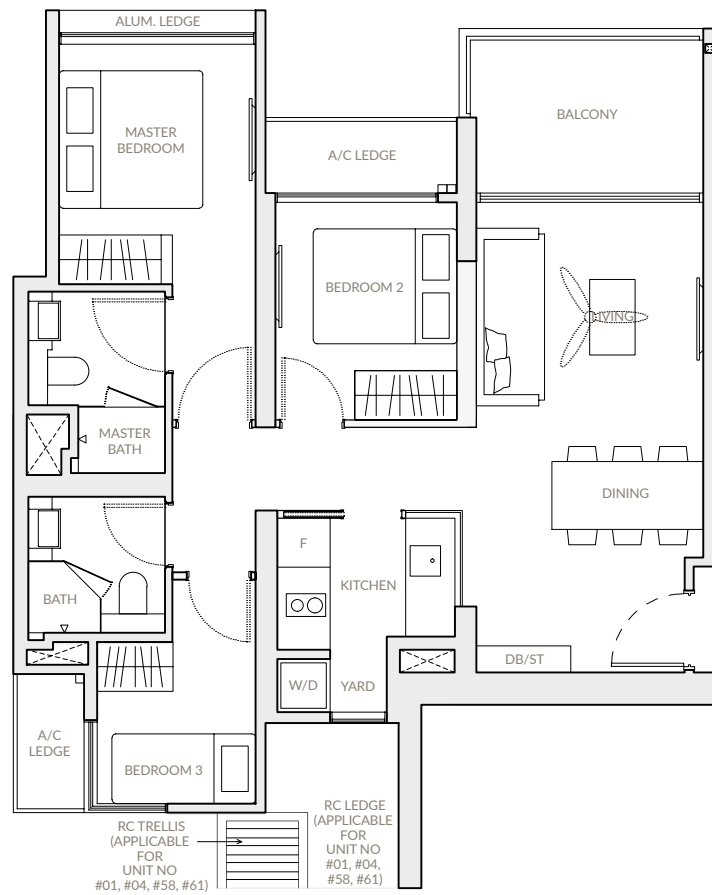 ALUM. LEDGE
MASTER
BEDROOM
BALCONY
A/C LEDGE
BEDROOM 2
LIVING
MASTER
BATH
DINING
F
KITCHEN
BATH
W/D
YARD
DB/ST
A/C
LEDGE
BEDROOM 3
RC TRELLIS
(APPLICABLE
FOR
UNIT NO
#01, #04, #58, #61)
RC LEDGE
(APPLICABLE
FOR
UNIT NO
#01, #04,
#58, #61)